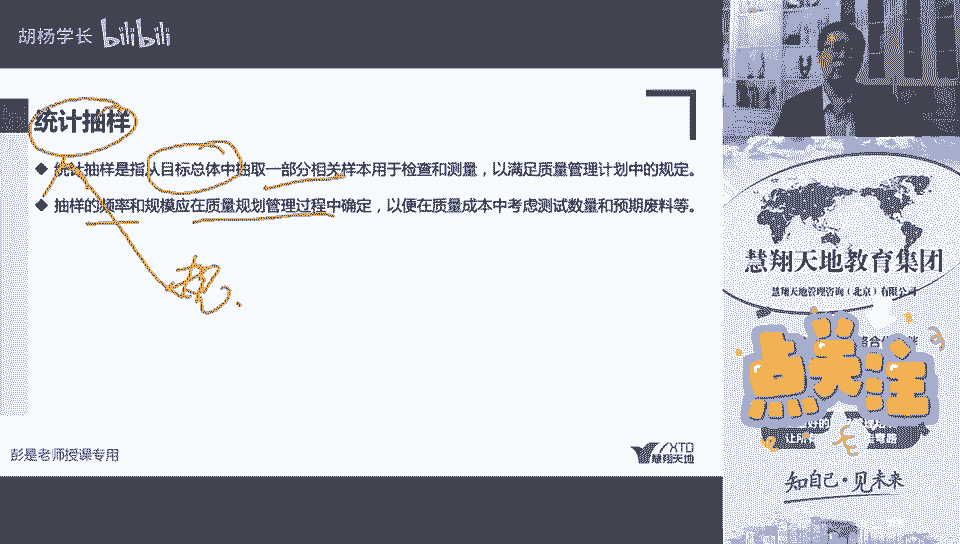 胡杨学长 bilibili
统计抽样
◆ 统计抽样是指从目标总体中抽取一部分相关样本用于检查和测量，以满足质量管理计划中的规定。
◆ 抽样的频率和规模应在质量规划管理过程中确定，以便在质量成本中考虑测试数量和预期废料等。
彭是老师授课专用
XTD
慧翔天地
慧翔天地教育集团
慧翔天地管理咨询（北京）有限公司
点关注
知自己·见未来